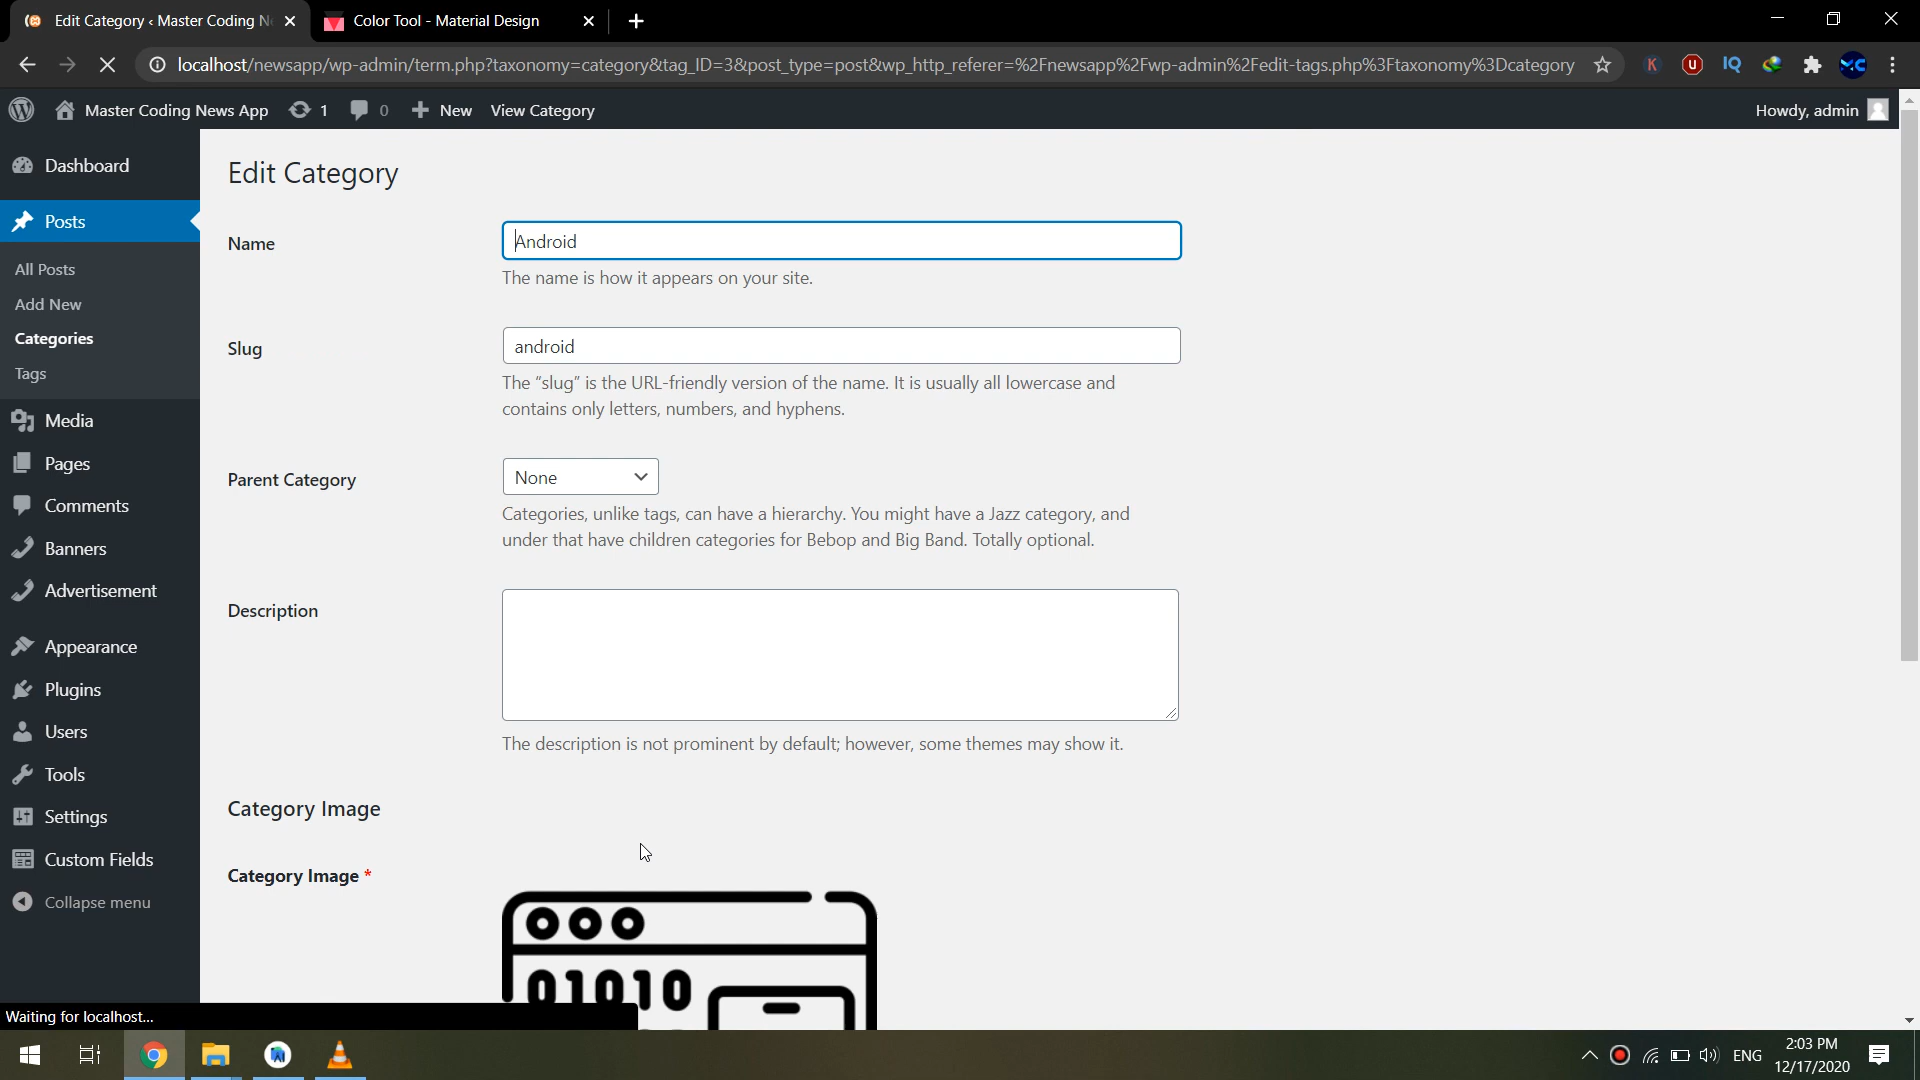 Edit Category ‹ Master Coding N
Color Tool - Material Design
localhost/newsapp/wp-admin/term.php?taxonomy=category&tag_ID=3&post_type=post&wp_http_referer=%2Fnewsapp%2Fwp-admin%2Fedit-tags.php%3Ftaxonomy%3Dcategory
K
U
IQ
Master Coding News App
1
0
New
View Category
Howdy, admin
Dashboard
Posts
All Posts
Add New
Categories
Tags
Media
Pages
Comments
Banners
Advertisement
Appearance
Plugins
Users
Tools
Settings
Custom Fields
Collapse menu
Edit Category
Name
Android
The name is how it appears on your site.
Slug
android
The “slug” is the URL-friendly version of the name. It is usually all lowercase and
contains only letters, numbers, and hyphens.
Parent Category
None
Categories, unlike tags, can have a hierarchy. You might have a Jazz category, and
under that have children categories for Bebop and Big Band. Totally optional.
Description
The description is not prominent by default; however, some themes may show it.
Category Image
Category Image *
01010
Waiting for localhost...
ENG
2:03 PM
12/17/2020